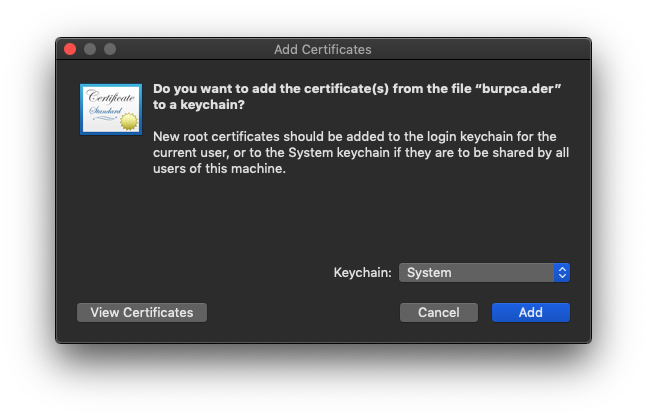 Add Certificates
Certificate
Standard
Do you want to add the certificate(s) from the file “burpca.der”
to a keychain?
New root certificates should be added to the login keychain for the
current user, or to the System keychain if they are to be shared by all
users of this machine.
Keychain: System
View Certificates Cancel Add